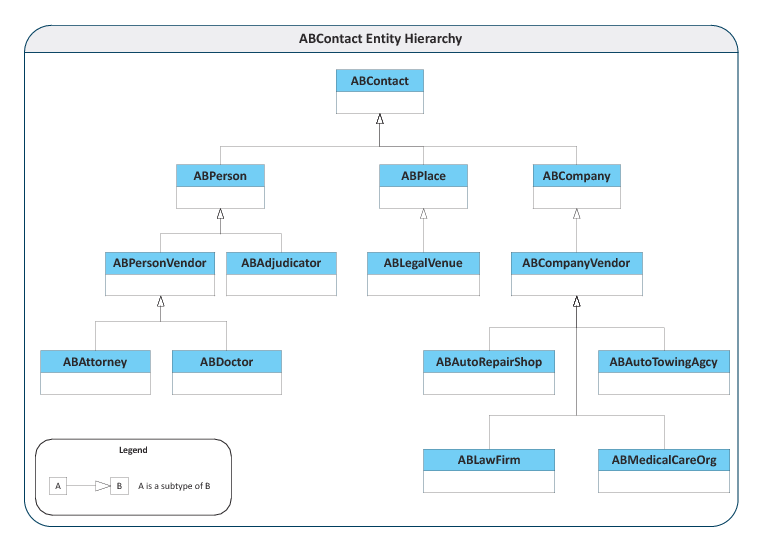 ABContact Entity Hierarchy
ABContact
ABPerson
ABPlace
ABCompany
ABPersonVendor
ABAdjudicator
ABLegalVenue
ABCompanyVendor
ABAttorney
ABDoctor
ABAutoRepairShop
ABAutoTowingAgcy
ABLawFirm
ABMedicalCareOrg
Legend
A
B
A is a subtype of B